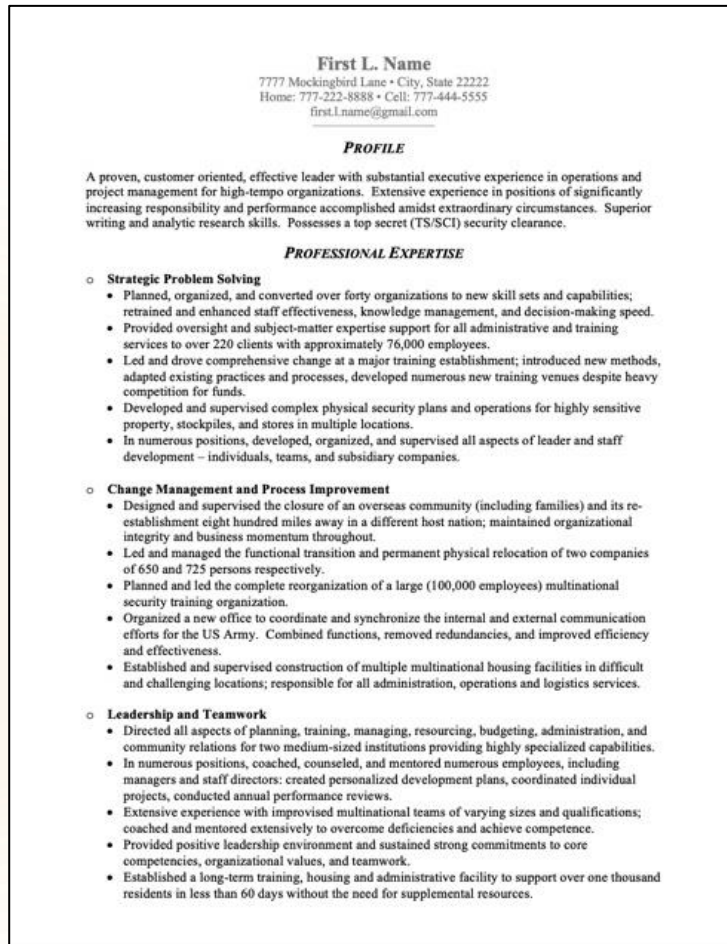 First L. Name
7777 Mockingbird Lane • City, State 22222
Home: 777-222-8888 • Cell: 777-444-5555
first.l.name@gmail.com
PROFILE
A proven, customer oriented, effective leader with substantial executive experience in operations and
project management for high-tempo organizations. Extensive experience in positions of significantly
increasing responsibility and performance accomplished amidst extraordinary circumstances. Superior
writing and analytic research skills. Possesses a top secret (TS/SCI) security clearance.
PROFESSIONAL EXPERTISE
o Strategic Problem Solving
• Planned, organized, and converted over forty organizations to new skill sets and capabilities;
retrained and enhanced staff effectiveness, knowledge management, and decision-making speed.
• Provided oversight and subject-matter expertise support for all administrative and training
services to over 220 clients with approximately 76,000 employees.
• Led and drove comprehensive change at a major training establishment; introduced new methods,
adapted existing practices and processes, developed numerous new training venues despite heavy
competition for funds.
• Developed and supervised complex physical security plans and operations for highly sensitive
property, stockpiles, and stores in multiple locations.
• In numerous positions, developed, organized, and supervised all aspects of leader and staff
development – individuals, teams, and subsidiary companies.
o Change Management and Process Improvement
• Designed and supervised the closure of an overseas community (including families) and its re-
establishment eight hundred miles away in a different host nation; maintained organizational
integrity and business momentum throughout.
• Led and managed the functional transition and permanent physical relocation of two companies
of 650 and 725 persons respectively.
• Planned and led the complete reorganization of a large (100,000 employees) multinational
security training organization.
• Organized a new office to coordinate and synchronize the internal and external communication
efforts for the US Army. Combined functions, removed redundancies, and improved efficiency
and effectiveness.
• Established and supervised construction of multiple multinational housing facilities in difficult
and challenging locations; responsible for all administration, operations and logistics services.
o Leadership and Teamwork
• Directed all aspects of planning, training, managing, resourcing, budgeting, administration, and
community relations for two medium-sized institutions providing highly specialized capabilities.
• In numerous positions, coached, counseled, and mentored numerous employees, including
managers and staff directors: created personalized development plans, coordinated individual
projects, conducted annual performance reviews.
• Extensive experience with improvised multinational teams of varying sizes and qualifications;
coached and mentored extensively to overcome deficiencies and achieve competence.
• Provided positive leadership environment and sustained strong commitments to core
competencies, organizational values, and teamwork.
• Established a long-term training, housing and administrative facility to support over one thousand
residents in less than 60 days without the need for supplemental resources.